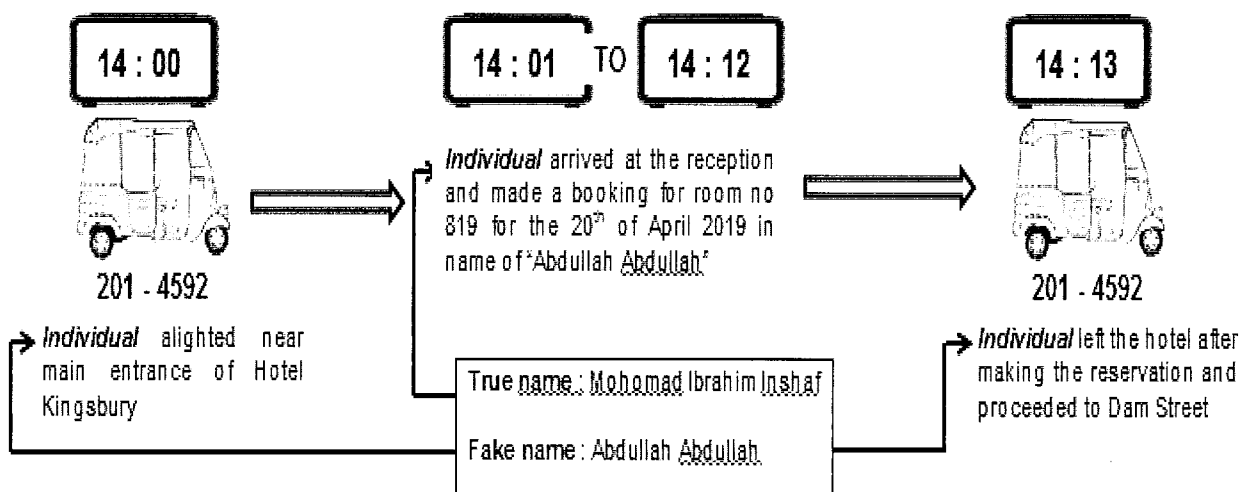 14 : 00
14 : 01 TO 14 : 12
14 : 13
Individual arrived at the reception
and made a booking for room no
819 for the 20th of April 2019 in
name of "Abdullah Abdullah"
201 - 4592
201 - 4592
Individual alighted near
main entrance of Hotel
Kingsbury
True name : Mohomad Ibrahim Inshaf
Fake name : Abdullah Abdullah
Individual left the hotel after
making the reservation and
proceeded to Dam Street